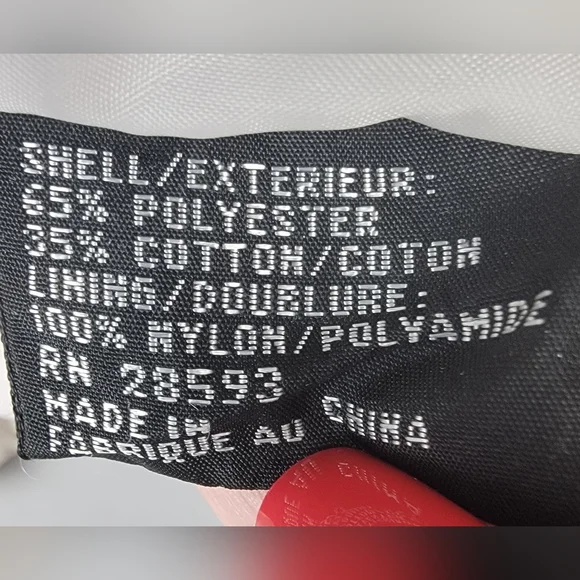 SHELL/EXTERIEUR:
65% POLYESTER
35% COTTON/COTON
LINING/DOUBLURE:
100% NYLON/POLYAMIDE
RN 28593
MADE IN CHINA
FABRIQUE AU